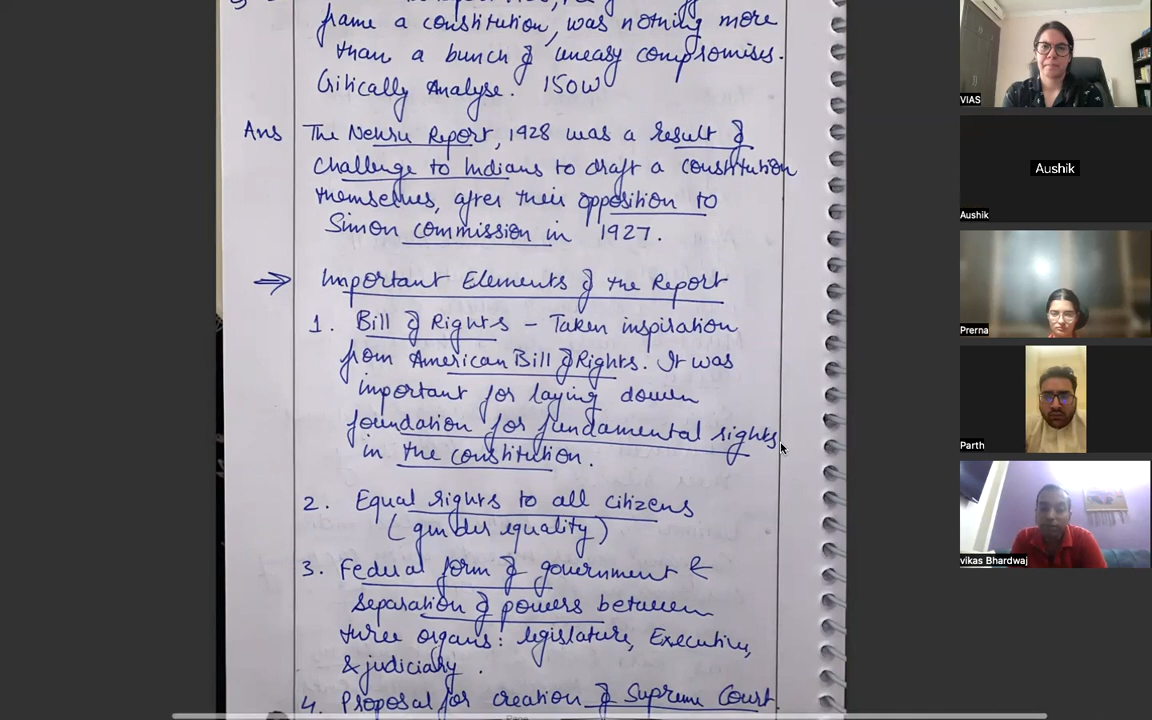 frame a constitution, was nothing more
than a bunch of uneasy compromises.
Critically Analyse. 150W
Ans The Nehru Report, 1928 was a result of
challenge to Indians to draft a constitution
themselves, after their opposition to
Simon commission in 1927.
⇒ Important Elements of the Report
1. Bill of Rights – Taken inspiration
from American Bill of Rights. It was
important for laying down
foundation for fundamental rights
in the constitution.
2. Equal rights to all citizens
(gender equality)
3. Federal form of government &
separation of powers between
three organs: legislature, Executive,
& judiciary.
4. Proposal for creation of Supreme Court
VIAS
Aushik
Aushik
Prerna
Parth
vikas Bhardwaj